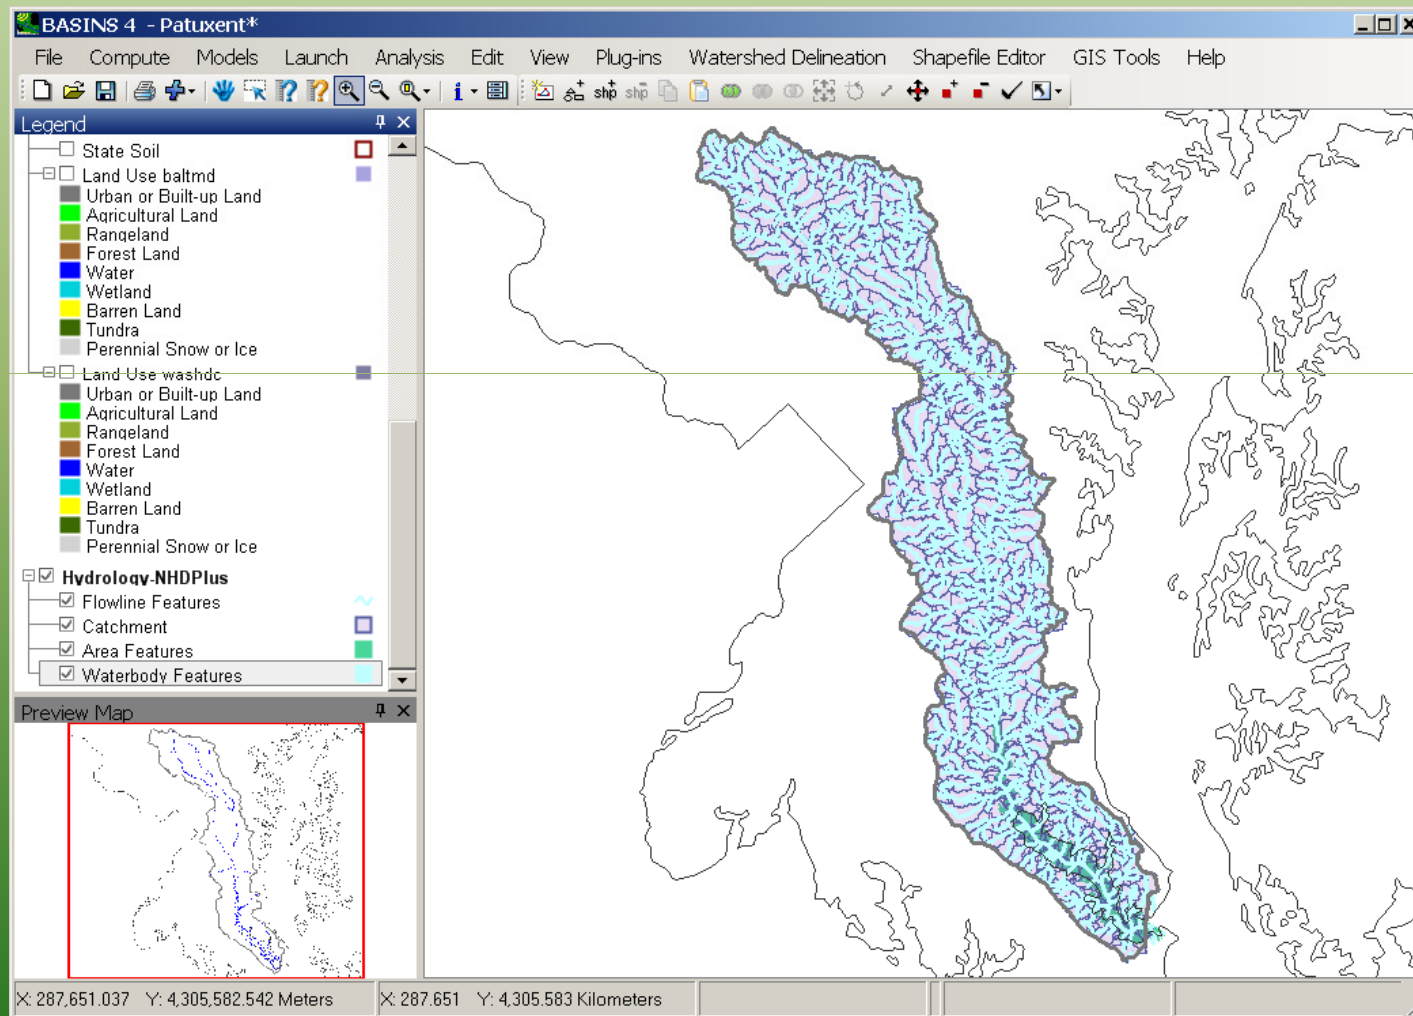 BASINS 4 - Patuxent*
File Compute Models Launch Analysis Edit View Plug-ins Watershed Delineation Shapefile Editor GIS Tools Help
shp shp
Legend
State Soil
Land Use baltmd
Urban or Built-up Land
Agricultural Land
Rangeland
Forest Land
Water
Wetland
Barren Land
Tundra
Perennial Snow or Ice
Land Use washdc
Urban or Built-up Land
Agricultural Land
Rangeland
Forest Land
Water
Wetland
Barren Land
Tundra
Perennial Snow or Ice
Hydrology-NHDPlus
Flowline Features
Catchment
Area Features
Waterbody Features
Preview Map
X: 287,651.037 Y: 4,305,582.542 Meters X: 287.651 Y: 4,305.583 Kilometers